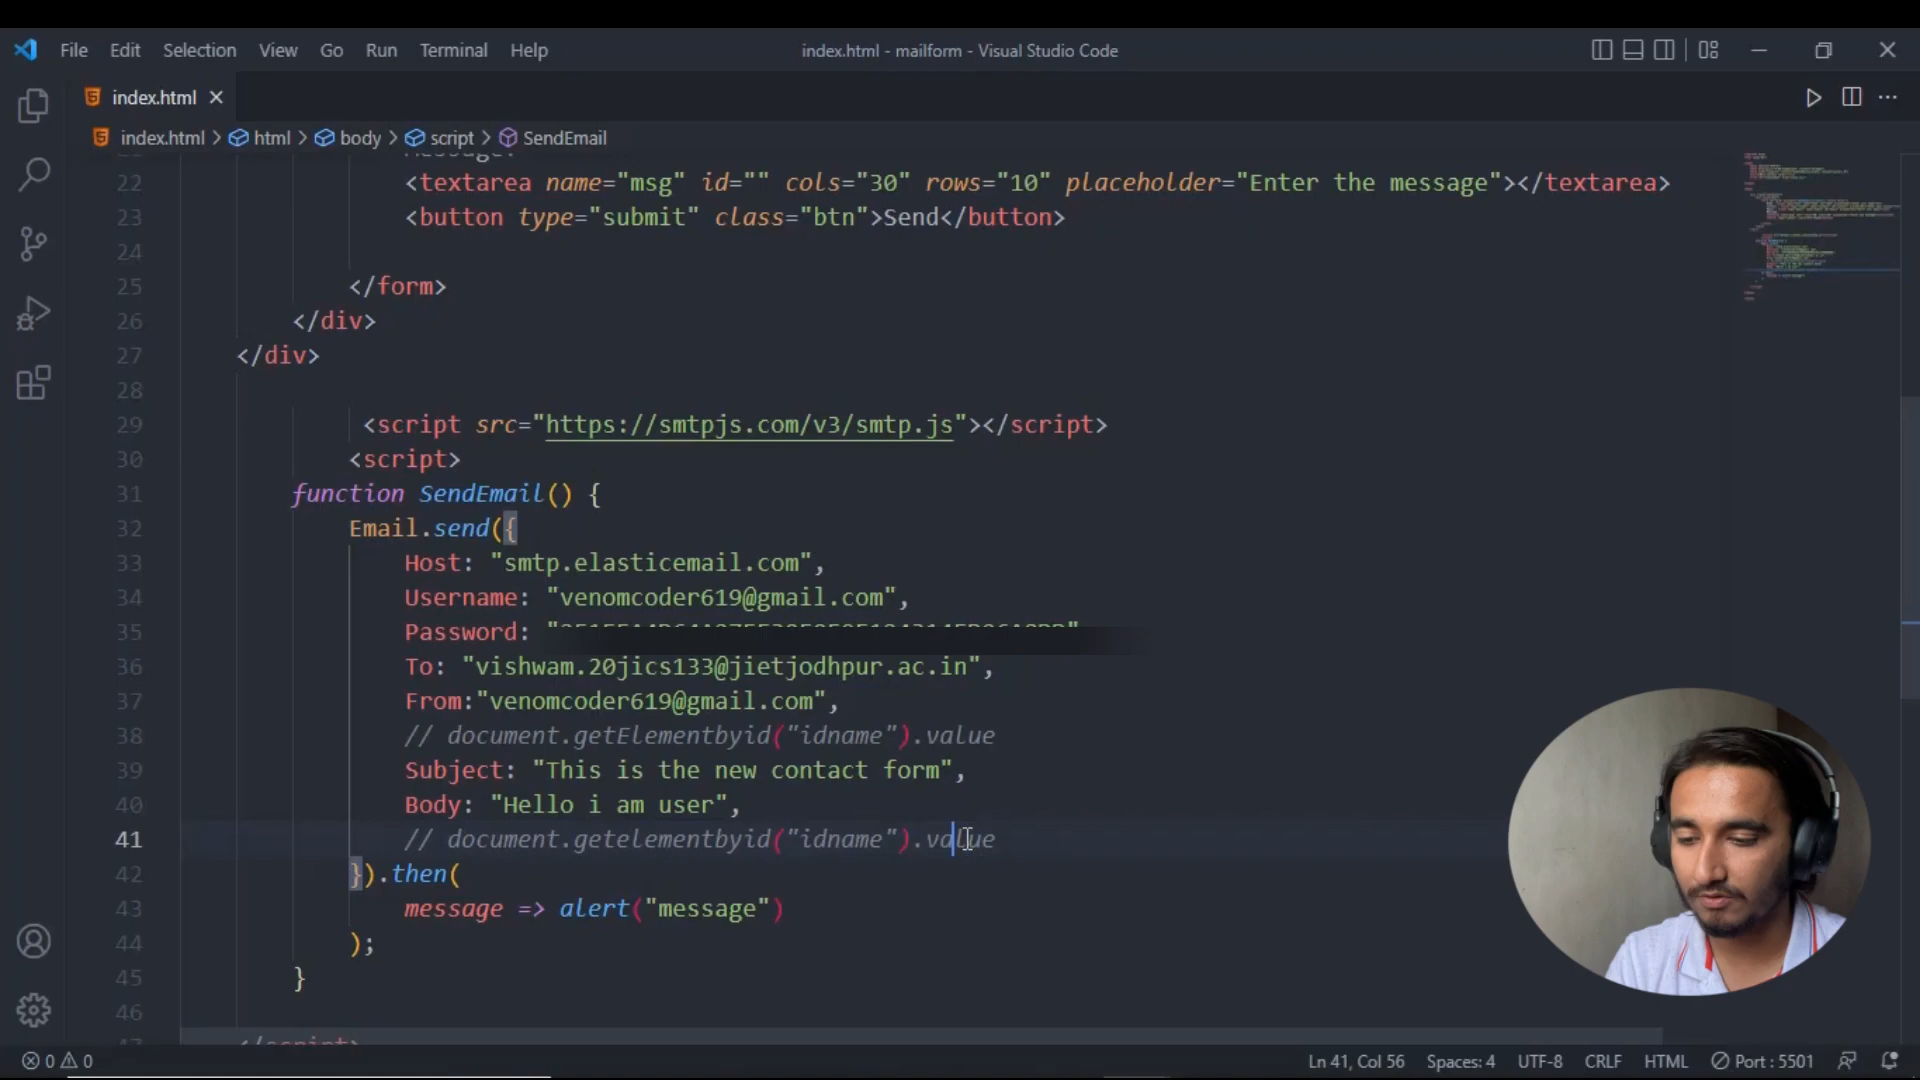 File Edit Selection View Go Run Terminal Help
index.html - mailform - Visual Studio Code
index.html
index.html > html > body > script > SendEmail
22 <textarea name="msg" id="" cols="30" rows="10" placeholder="Enter the message"></textarea>
23 <button type="submit" class="btn">Send</button>
24
25 </form>
26 </div>
27 </div>
28
29 <script src="https://smtpjs.com/v3/smtp.js"></script>
30 <script>
31 function SendEmail() {
32 Email.send({
33 Host: "smtp.elasticemail.com",
34 Username: "venomcoder619@gmail.com",
35 Password:
36 To: "vishwam.20jics133@jietjodhpur.ac.in",
37 From:"venomcoder619@gmail.com",
38 // document.getElementbyid("idname").value
39 Subject: "This is the new contact form",
40 Body: "Hello i am user",
41 // document.getelementbyid("idname").value
42 }).then(
43 message => alert("message")
44 );
45 }
46
0 0
Ln 41, Col 56 Spaces: 4 UTF-8 CRLF HTML Port : 5501